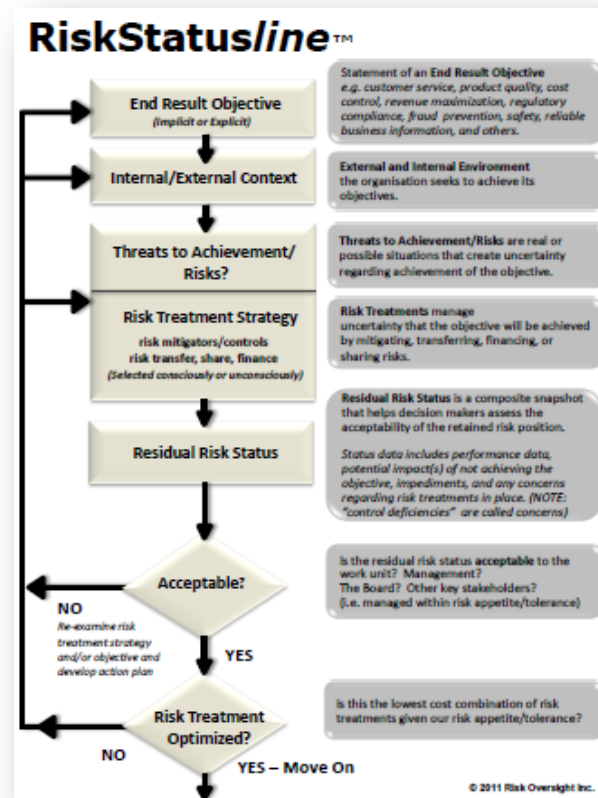 RiskStatusline™
End Result Objective
(Implicit or Explicit)
Statement of an End Result Objective
e.g. customer service, product quality, cost
control, revenue maximization, regulatory
compliance, fraud prevention, safety, reliable
business information, and others.
Internal/External Context
External and Internal Environment
the organisation seeks to achieve its
objectives.
Threats to Achievement/
Risks?
Threats to Achievement/Risks are real or
possible situations that create uncertainty
regarding achievement of the objective.
Risk Treatment Strategy
risk mitigators/controls
risk transfer, share, finance
(Selected consciously or unconsciously)
Risk Treatments manage
uncertainty that the objective will be achieved
by mitigating, transferring, financing, or
sharing risks.
Residual Risk Status
Residual Risk Status is a composite snapshot
that helps decision makers assess the
acceptability of the retained risk position.
Status data includes performance data,
potential impact(s) of not achieving the
objective, impediments, and any concerns
regarding risk treatments in place. (NOTE:
"control deficiencies" are called concerns)
Acceptable?
Is the residual risk status acceptable to the
work unit? Management?
The Board? Other key stakeholders?
(i.e. managed within risk appetite/tolerance)
NO
Re-examine risk
treatment strategy
and/or objective and
develop action plan
YES
Risk Treatment
Optimized?
Is this the lowest cost combination of risk
treatments given our risk appetite/tolerance?
NO
YES – Move On
© 2011 Risk Oversight Inc.